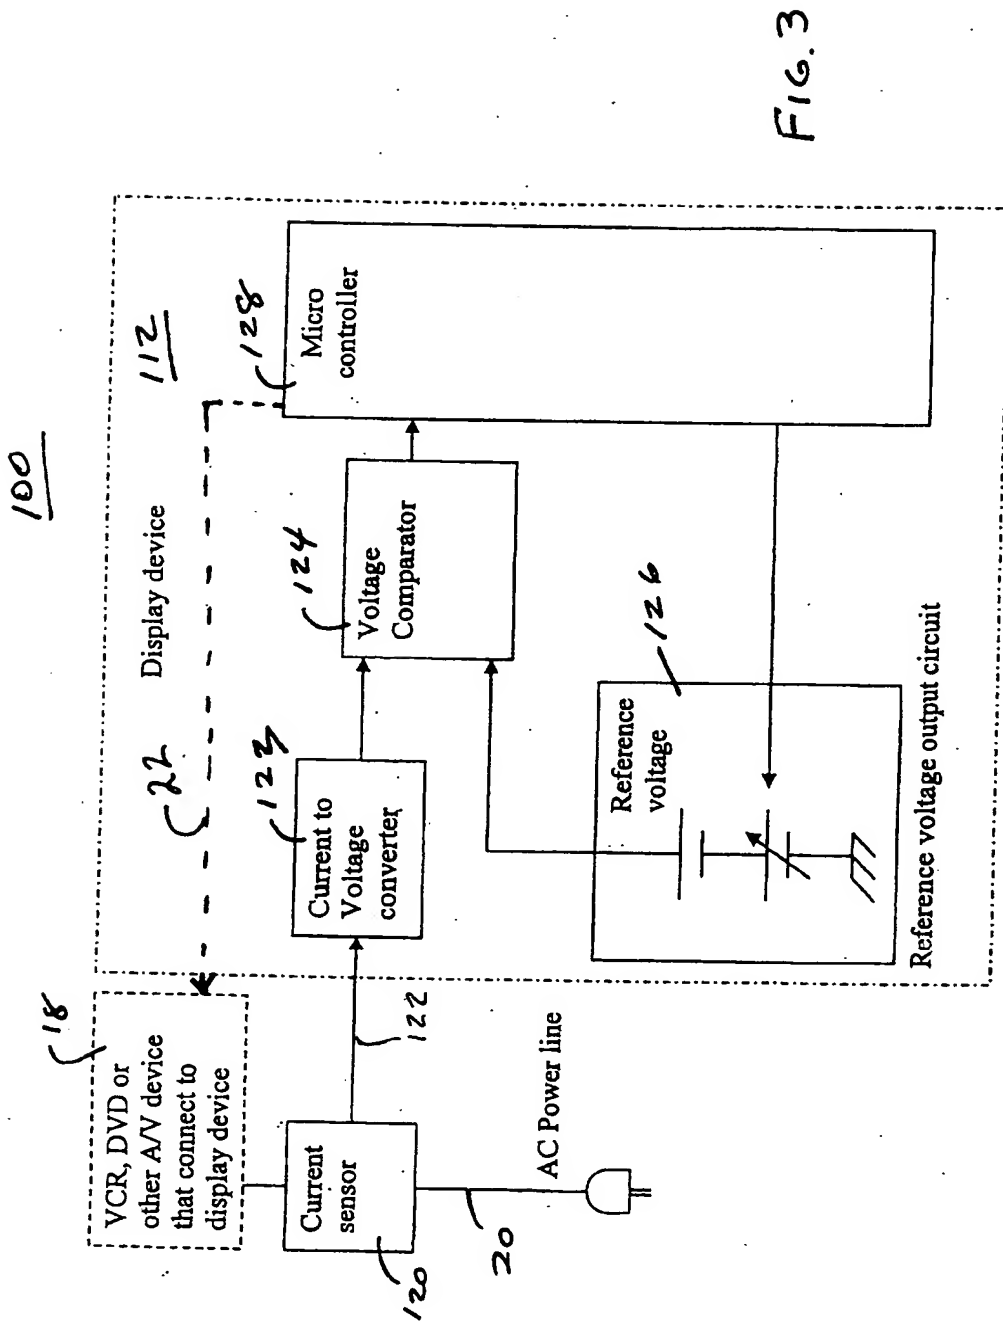 100
112
Display device
22
18
VCR, DVD or
other A/V device
that connect to
display device
128
Micro
controller
124
Voltage
Comparator
123
Current to
Voltage
converter
122
Current
sensor
120
20
AC Power line
126
Reference
voltage
Reference voltage output circuit
FIG. 3